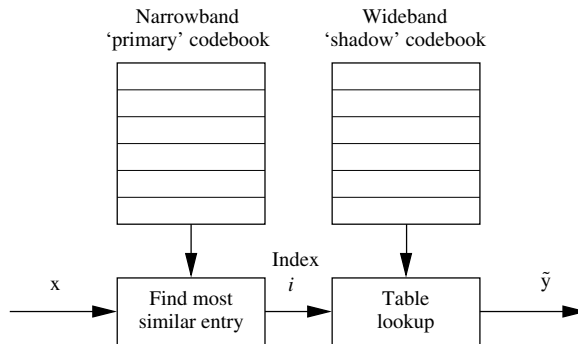 Narrowband
‘primary’ codebook
Wideband
‘shadow’ codebook
x
Find most
similar entry
Index
i
Table
lookup
ỹ